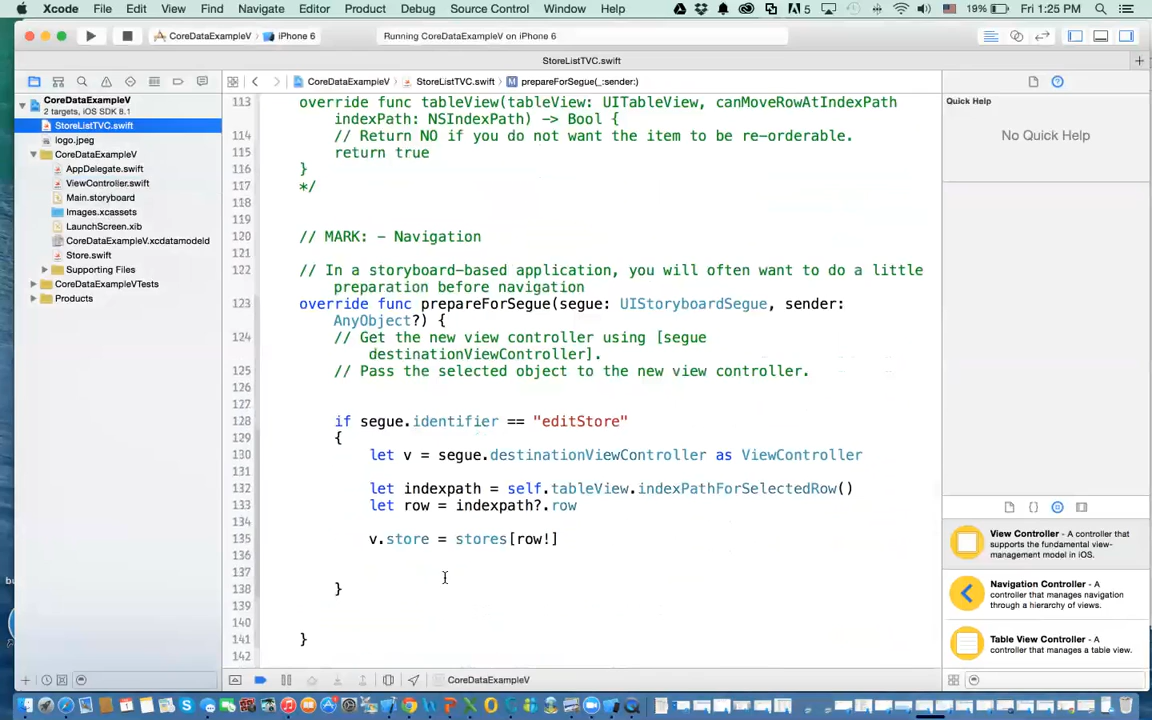 Xcode File Edit View Find Navigate Editor Product Debug Source Control Window Help 5 19% Fri 1:25 PM
CoreDataExampleV iPhone 6 Running CoreDataExampleV on iPhone 6
StoreListTVC.swift
CoreDataExampleV StoreListTVC.swift M prepareForSegue(_:sender:)
CoreDataExampleV
2 targets, iOS SDK 8.1
StoreListTVC.swift
logo.jpeg
CoreDataExampleV
AppDelegate.swift
ViewController.swift
Main.storyboard
Images.xcassets
LaunchScreen.xib
CoreDataExampleV.xcdatamodeld
Store.swift
Supporting Files
CoreDataExampleVTests
Products
113 override func tableView(tableView: UITableView, canMoveRowAtIndexPath
indexPath: NSIndexPath) -> Bool {
114 // Return NO if you do not want the item to be re-orderable.
115 return true
116 }
117 */
118
119
120 // MARK: - Navigation
121
122 // In a storyboard-based application, you will often want to do a little
preparation before navigation
123 override func prepareForSegue(segue: UIStoryboardSegue, sender:
AnyObject?) {
124 // Get the new view controller using [segue
destinationViewController].
125 // Pass the selected object to the new view controller.
126
127
128 if segue.identifier == "editStore"
129 {
130 let v = segue.destinationViewController as ViewController
131
132 let indexpath = self.tableView.indexPathForSelectedRow()
133 let row = indexpath?.row
134
135 v.store = stores[row!]
136
137
138 }
139
140
141 }
142
CoreDataExampleV
Quick Help
No Quick Help
View Controller - A controller that supports the fundamental view-management model in iOS.
Navigation Controller - A controller that manages navigation through a hierarchy of views.
Table View Controller - A controller that manages a table view.